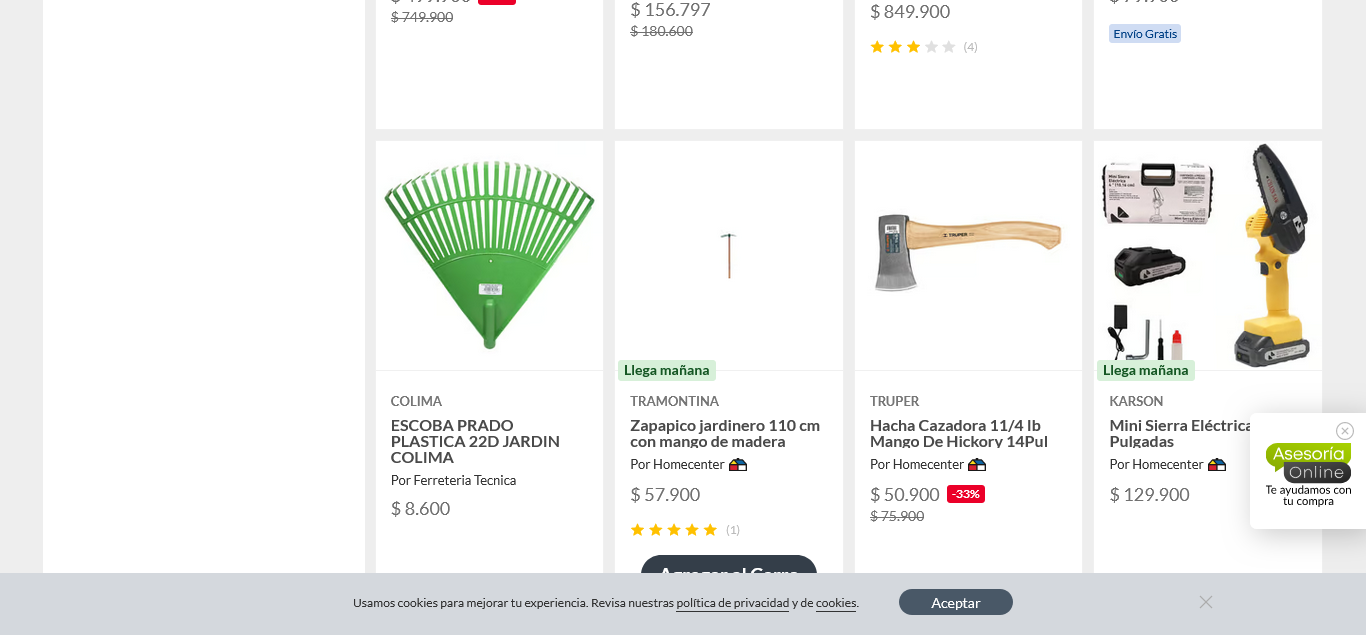 $ 749.900
$ 156.797
$ 180.600
$ 849.900
(4)
Envío Gratis
TRUPER
Llega mañana
Llega mañana
COLIMA
ESCOBA PRADO
PLASTICA 22D JARDIN
COLIMA
Por Ferreteria Tecnica
$ 8.600
TRAMONTINA
Zapapico jardinero 110 cm
con mango de madera
Por Homecenter
$ 57.900
(1)
Agregar al Carro
TRUPER
Hacha Cazadora 11/4 lb
Mango De Hickory 14Pul
Por Homecenter
$ 50.900 -33%
$ 75.900
KARSON
Mini Sierra Eléctrica
Pulgadas
Por Homecenter
$ 129.900
Asesoría
Online
Te ayudamos con
tu compra
Usamos cookies para mejorar tu experiencia. Revisa nuestras política de privacidad y de cookies.
Aceptar